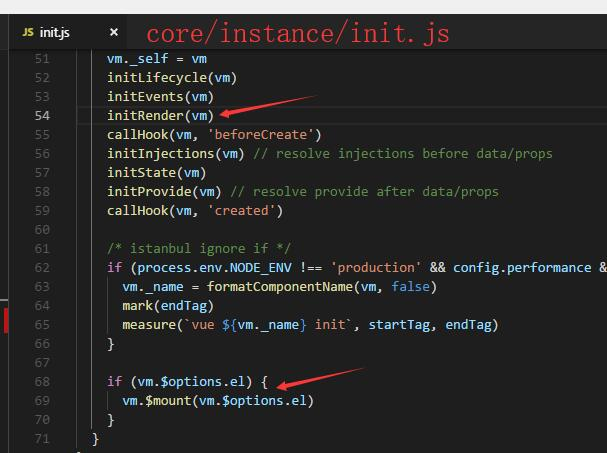 JS init.js × core/instance/init.js
51 vm._self = vm
52 initLifecycle(vm)
53 initEvents(vm)
54 initRender(vm)
55 callHook(vm, 'beforeCreate')
56 initInjections(vm) // resolve injections before data/props
57 initState(vm)
58 initProvide(vm) // resolve provide after data/props
59 callHook(vm, 'created')
60
61 /* istanbul ignore if */
62 if (process.env.NODE_ENV !== 'production' && config.performance &
63 vm._name = formatComponentName(vm, false)
64 mark(endTag)
65 measure(`vue ${vm._name} init`, startTag, endTag)
66 }
67
68 if (vm.$options.el) {
69 vm.$mount(vm.$options.el)
70 }
71 }